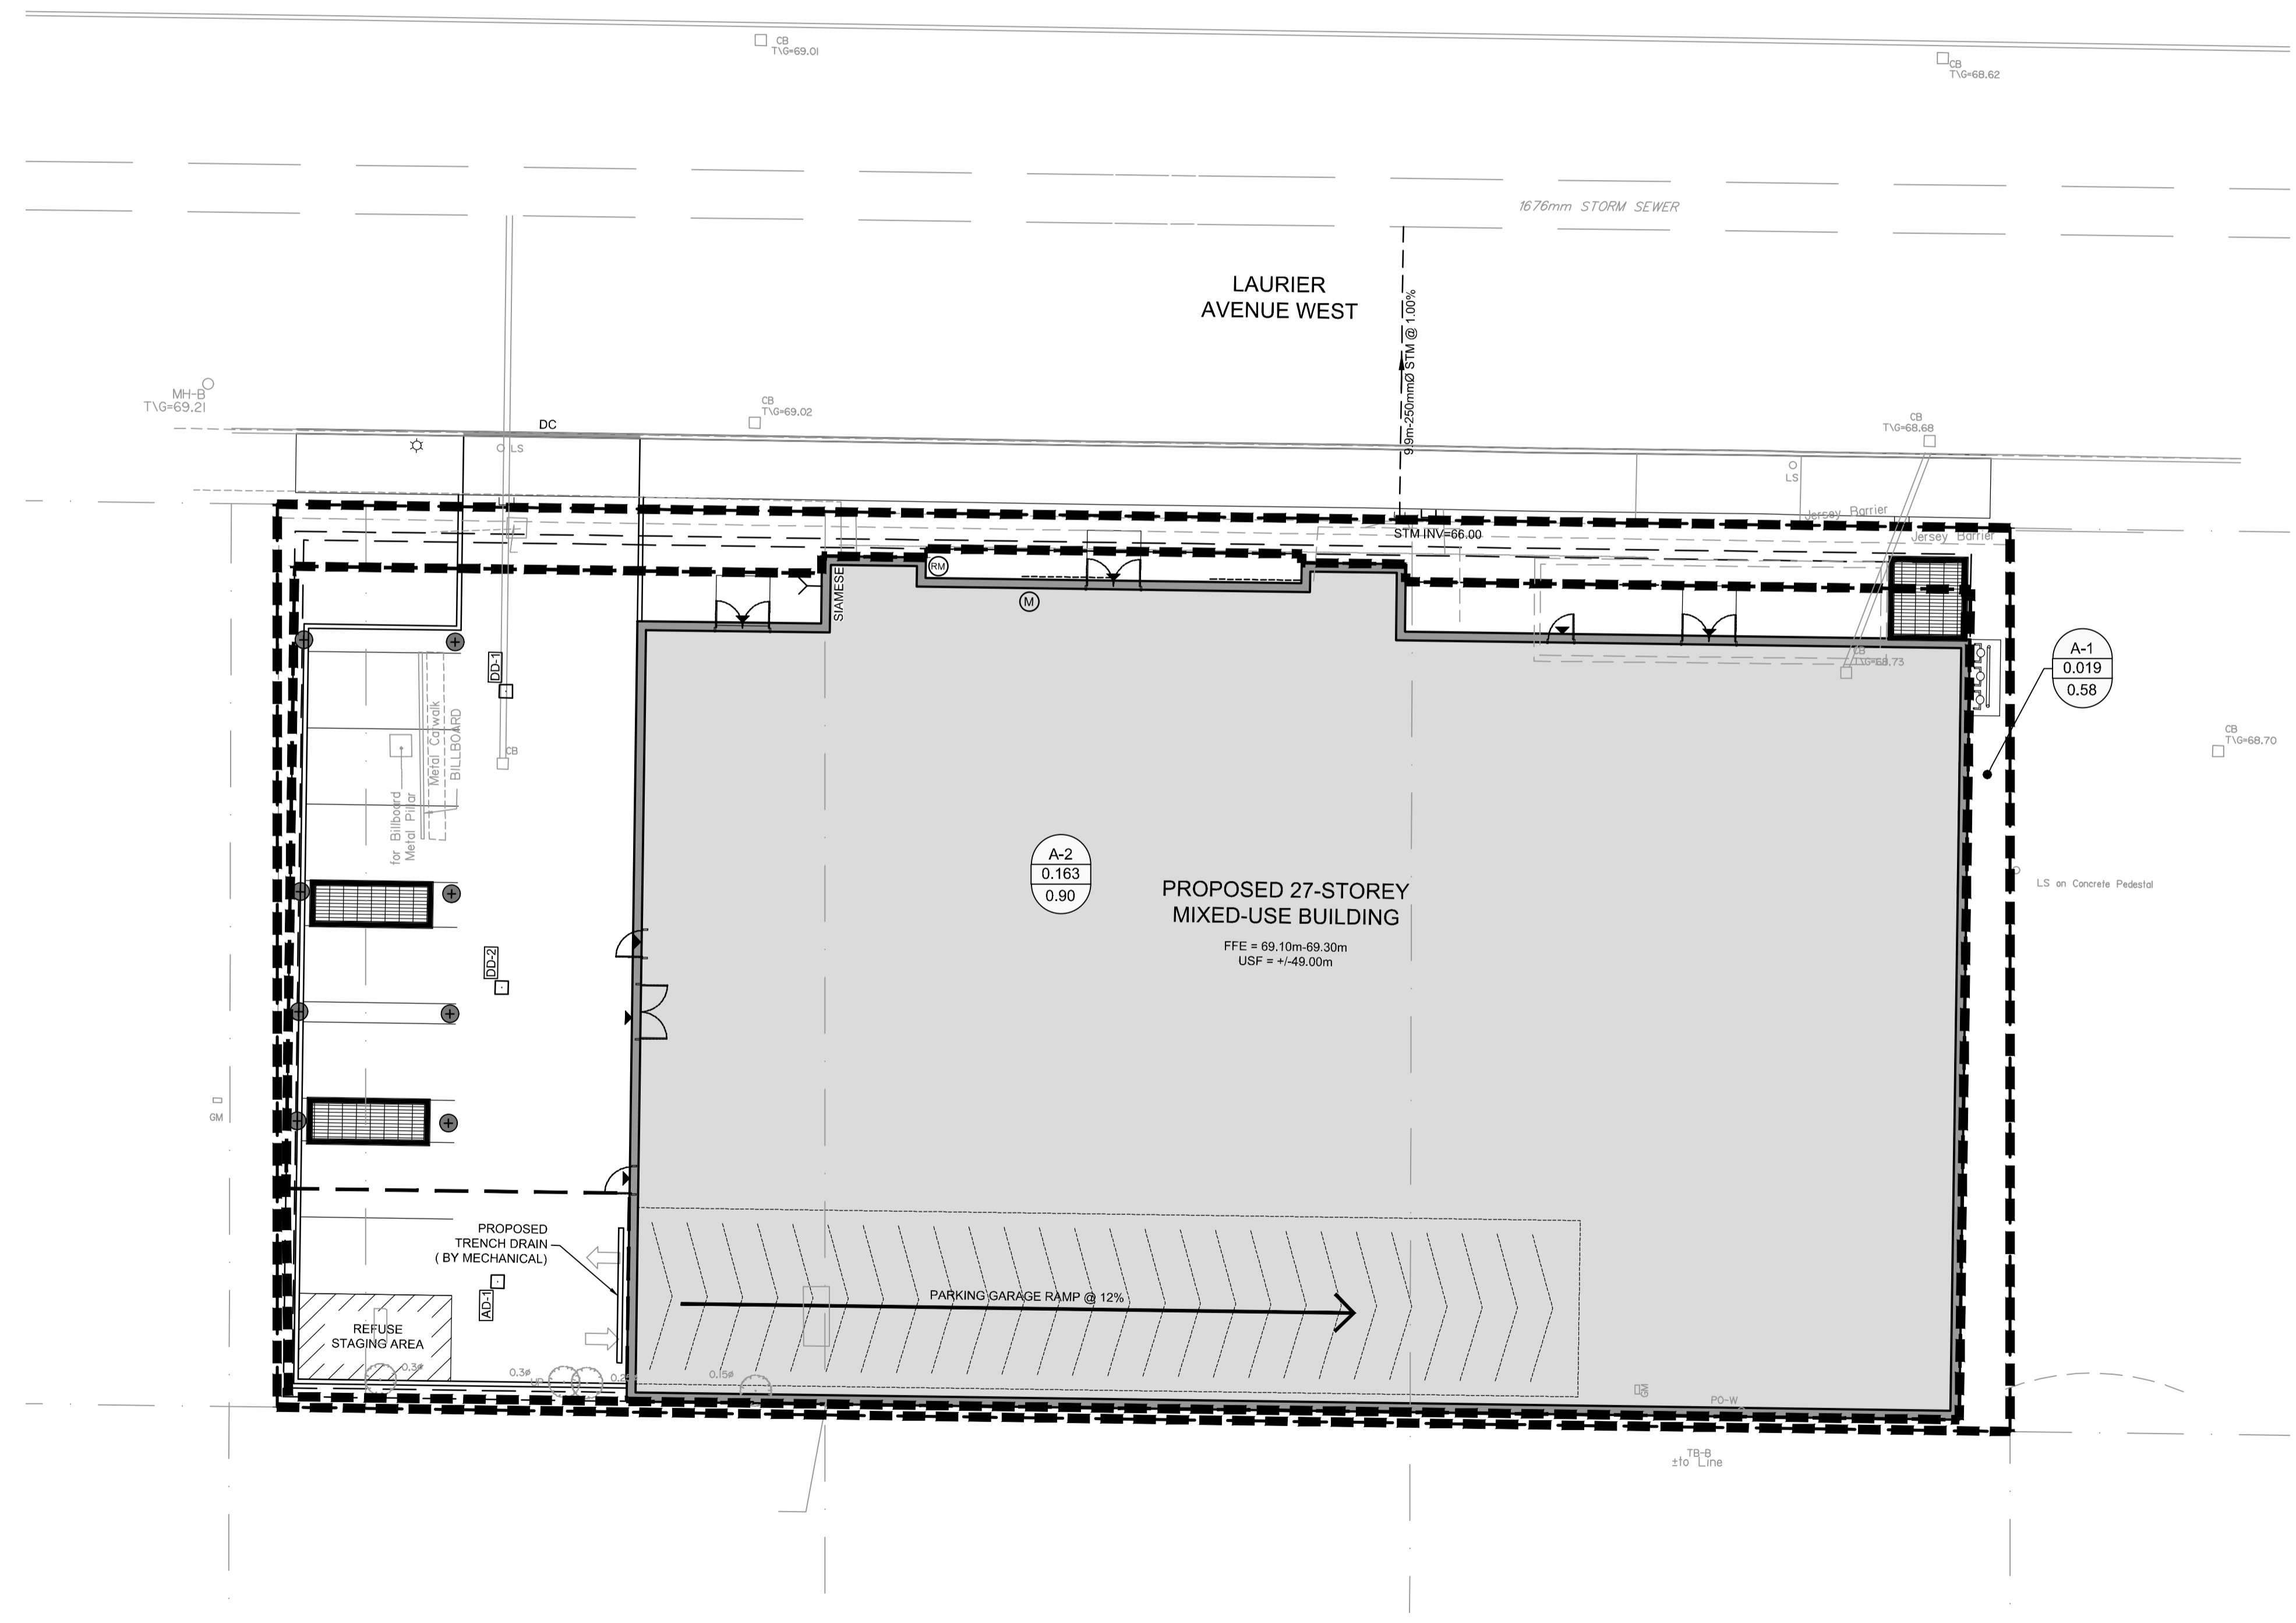 CB
T\G=69.01
CB
T\G=68.62
1676mm STORM SEWER
LAURIER
AVENUE WEST
9.9m-250mmØ STM @ 1.00%
MH-B
T\G=69.21
DC
LS
CB
T\G=69.02
CB
T\G=68.68
LS
Jersey Barrier
Jersey Barrier
STM INV=66.00
SIAMESE
RM
M
CB
T\G=68.73
A-1
0.019
0.58
CB
T\G=68.70
DD-1
Metal Catwalk
BILLBOARD
CB
for Billboard
Metal Pillar
A-2
0.163
0.90
PROPOSED 27-STOREY
MIXED-USE BUILDING
FFE = 69.10m-69.30m
USF = +/-49.00m
LS on Concrete Pedestal
DD-2
GM
PROPOSED
TRENCH DRAIN
( BY MECHANICAL)
AD-1
PARKING GARAGE RAMP @ 12%
REFUSE
STAGING AREA
0.3ø
0.3ø
UP
0.15ø
GM
PO-W
TB-B
±to Line